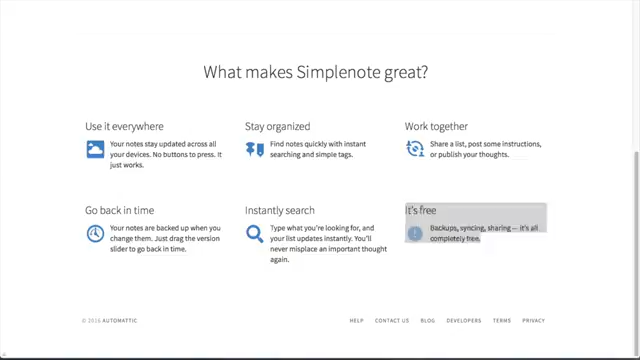 What makes Simplenote great?
Use it everywhere
Your notes stay updated across all
your devices. No buttons to press. It
just works.
Stay organized
Find notes quickly with instant
searching and simple tags.
Work together
Share a list, post some instructions,
or publish your thoughts.
Go back in time
Your notes are backed up when you
change them. Just drag the version
slider to go back in time.
Instantly search
Type what you're looking for, and
your list updates instantly. You'll
never misplace an important thought
again.
It's free
Backups, syncing, sharing — it's all
completely free.
© 2016 AUTOMATTIC
HELP CONTACT US BLOG DEVELOPERS TERMS PRIVACY